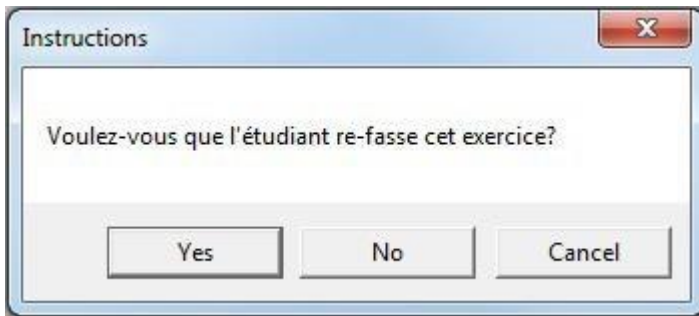 Instructions
Voulez-vous que l'étudiant re-fasse cet exercice?
Yes No Cancel